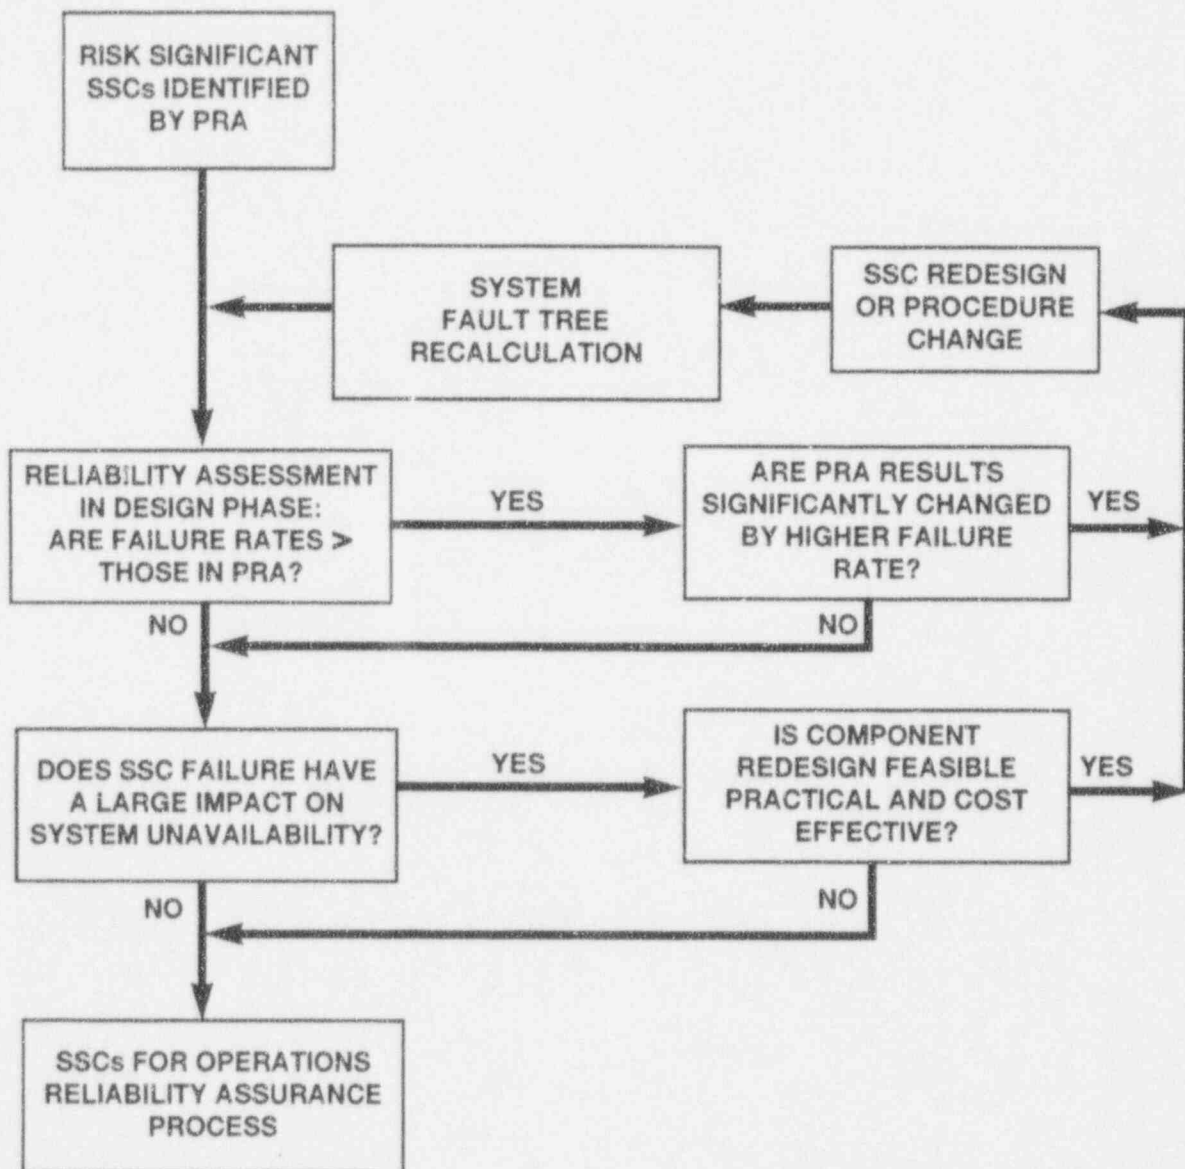 RISK SIGNIFICANT
SSCs IDENTIFIED
BY PRA
SYSTEM
FAULT TREE
RECALCULATION
SSC REDESIGN
OR PROCEDURE
CHANGE
RELIABILITY ASSESSMENT
IN DESIGN PHASE:
ARE FAILURE RATES >
THOSE IN PRA?
YES
ARE PRA RESULTS
SIGNIFICANTLY CHANGED
BY HIGHER FAILURE
RATE?
YES
NO
NO
DOES SSC FAILURE HAVE
A LARGE IMPACT ON
SYSTEM UNAVAILABILITY?
YES
IS COMPONENT
REDESIGN FEASIBLE
PRACTICAL AND COST
EFFECTIVE?
YES
NO
NO
SSCs FOR OPERATIONS
RELIABILITY ASSURANCE
PROCESS